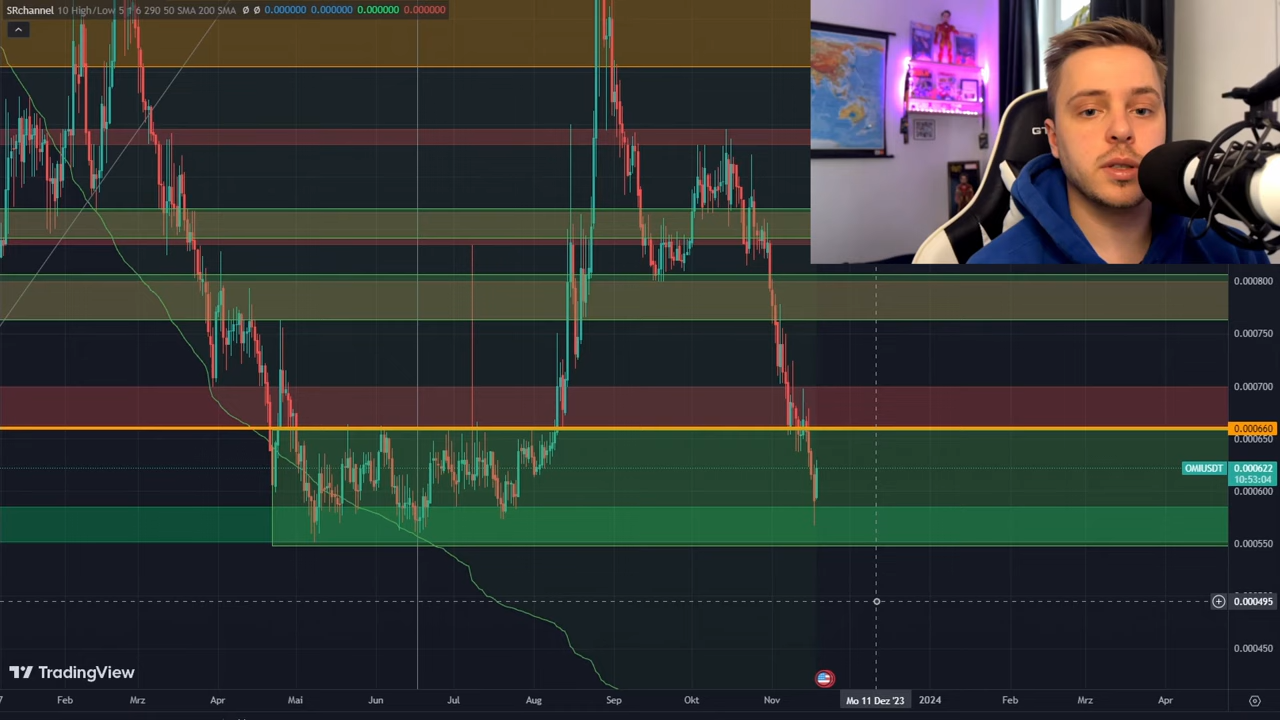 SRchannel 10 High/Low 5 1 6 290 50 SMA 200 SMA Ø Ø 0.000000 0.000000 0.000000 0.000000
GT
0.000800
0.000750
0.000700
0.000660
0.000650
OMIUSDT 0.000622
10:53:04
0.000600
0.000550
0.000495
0.000450
TradingView
Feb Mrz Apr Mai Jun Jul Aug Sep Okt Nov Mo 11 Dez '23 2024 Feb Mrz Apr